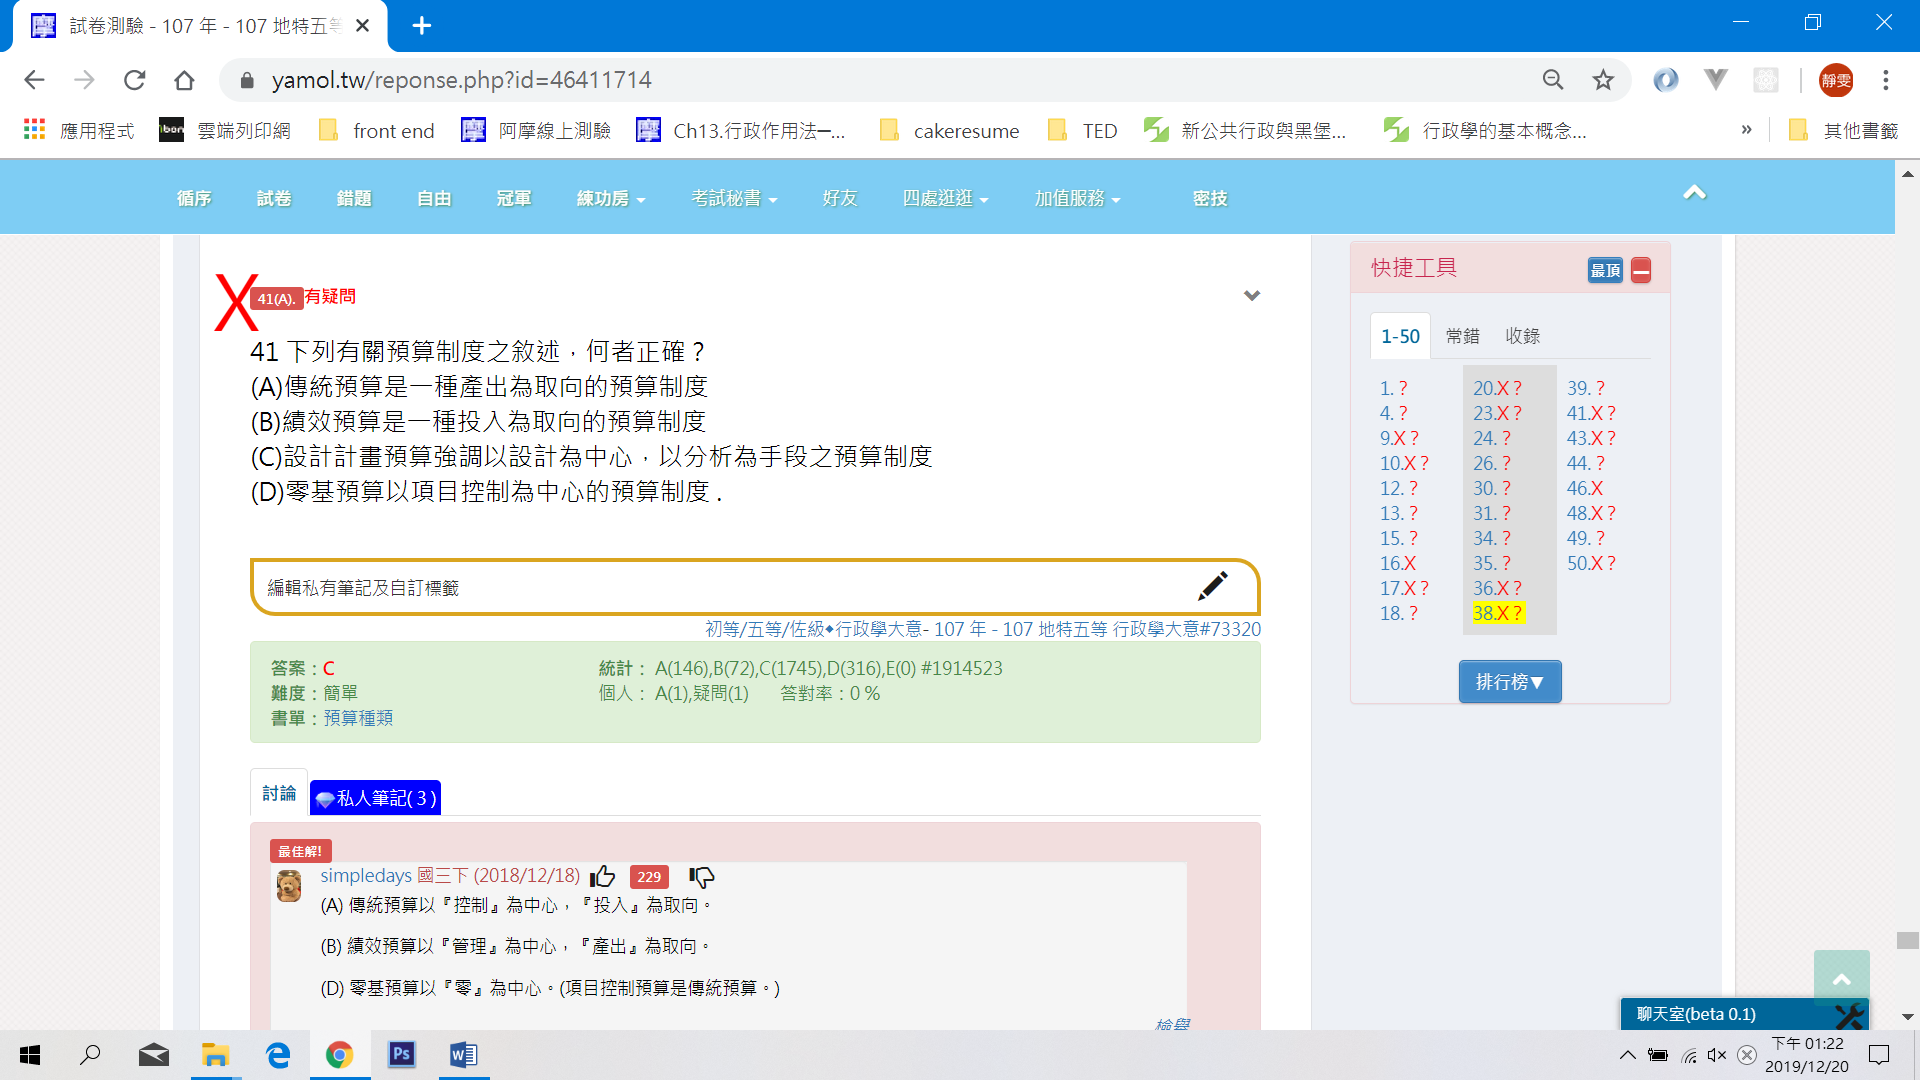 試卷測驗 - 107 年 - 107 地特五等
yamol.tw/reponse.php?id=46411714
靜雯
應用程式
ibon
雲端列印網
front end
阿摩線上測驗
Ch13.行政作用法一...
cakeresume
TED
新公共行政與黑堡...
行政學的基本概念...
»
其他書籤
循序 試卷 錯題 自由 冠軍 練功房 考試秘書 好友 四處逛逛 加值服務 密技
X 41(A). 有疑問
41 下列有關預算制度之敘述，何者正確？
(A)傳統預算是一種產出為取向的預算制度
(B)績效預算是一種投入為取向的預算制度
(C)設計計畫預算強調以設計為中心，以分析為手段之預算制度
(D)零基預算以項目控制為中心的預算制度 .
編輯私有筆記及自訂標籤
初等/五等/佐級◆行政學大意- 107 年 - 107 地特五等 行政學大意#73320
答案：C
難度：簡單
書單：預算種類
統計： A(146),B(72),C(1745),D(316),E(0) #1914523
個人： A(1),疑問(1) 答對率：0 %
討論
私人筆記( 3 )
最佳解!
simpledays 國三下 (2018/12/18) 229
(A) 傳統預算以『控制』為中心，『投入』為取向。
(B) 績效預算以『管理』為中心，『產出』為取向。
(D) 零基預算以『零』為中心。(項目控制預算是傳統預算。)
檢舉
快捷工具
最頂
1-50 常錯 收錄
1. ? 20.X ? 39. ?
4. ? 23.X ? 41.X ?
9.X ? 24. ? 43.X ?
10.X ? 26. ? 44. ?
12. ? 30. ? 46.X
13. ? 31. ? 48.X ?
15. ? 34. ? 49. ?
16.X 35. ? 50.X ?
17.X ? 36.X ?
18. ? 38.X ?
排行榜▼
聊天室(beta 0.1)
Ps
下午 01:22
2019/12/20